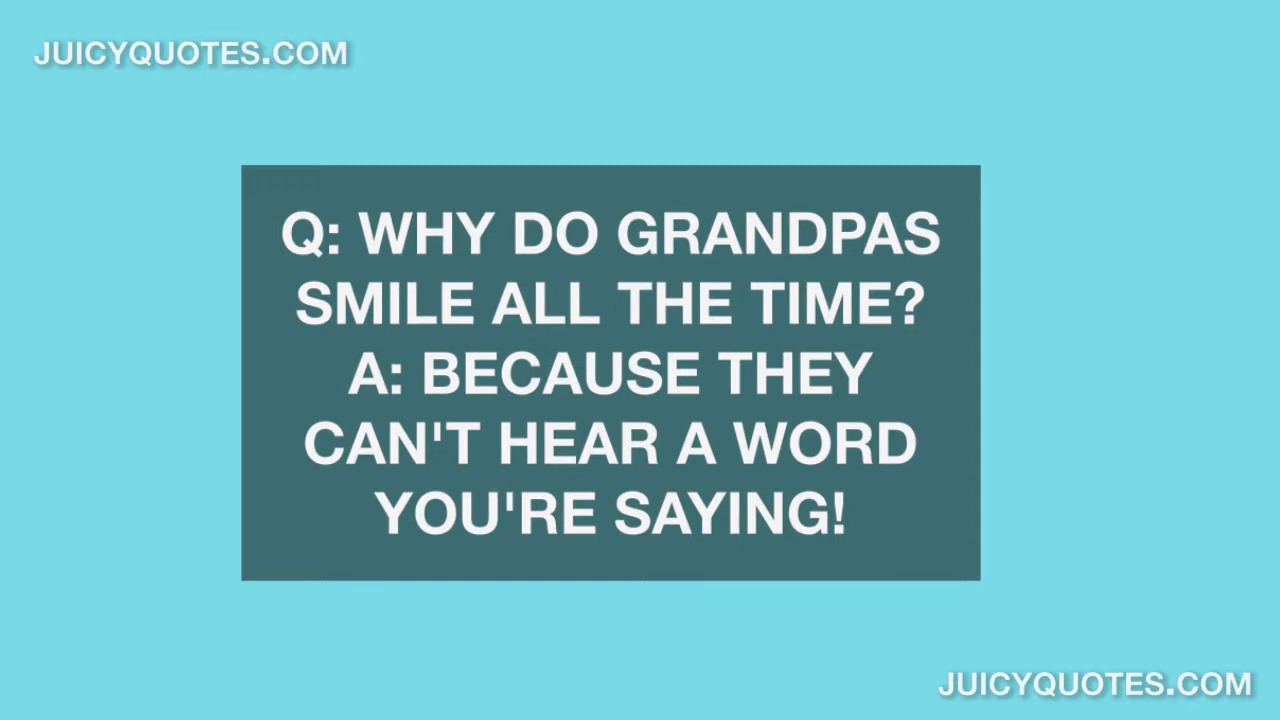 JUICYQUOTES.COM
Q: WHY DO GRANDPAS
SMILE ALL THE TIME?
A: BECAUSE THEY
CAN'T HEAR A WORD
YOU'RE SAYING!
JUICYQUOTES.COM